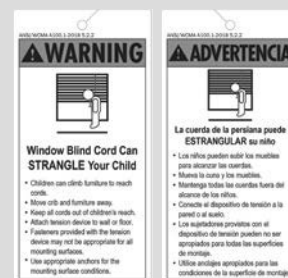 ANSI/WCMA A100.1-2018 5.2.2
WARNING
Window Blind Cord Can
STRANGLE Your Child
• Children can climb furniture to reach
cords.
• Move crib and furniture away.
• Keep all cords out of children's reach.
• Attach tension device to wall or floor.
• Fasteners provided with the tension
device may not be appropriate for all
mounting surfaces.
• Use appropriate anchors for the
mounting surface conditions.
ANSI/WCMA A100.1-2018 5.2.2
ADVERTENCIA
La cuerda de la persiana puede
ESTRANGULAR su niño
• Los niños pueden subir los muebles
para alcanzar las cuerdas.
• Mueva la cuna y los muebles.
• Mantenga todas las cuerdas fuera del
alcance de los niños.
• Conecte el dispositivo de tensión a la
pared o al suelo.
• Los sujetadores provistos con el
dispositivo de tensión pueden no ser
apropiados para todas las superficies
de montaje.
• Utilice anclajes apropiados para las
condiciones de la superficie de montaje.